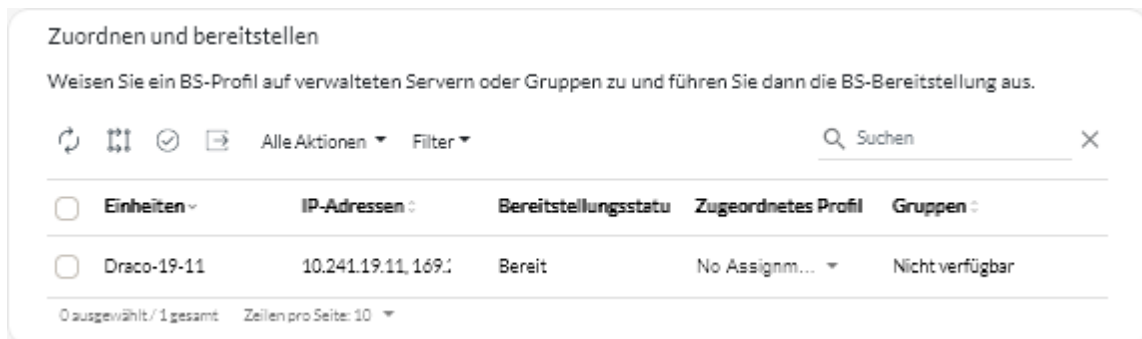 Zuordnen und bereitstellen
Weisen Sie ein BS-Profil auf verwalteten Servern oder Gruppen zu und führen Sie dann die BS-Bereitstellung aus.
Alle Aktionen Filter Suchen
Einheiten IP-Adressen Bereitstellungsstatu Zugeordnetes Profil Gruppen
Draco-19-11 10.241.19.11, 169.2 Bereit No Assignm... Nicht verfügbar
0 ausgewählt / 1 gesamt Zeilen pro Seite: 10